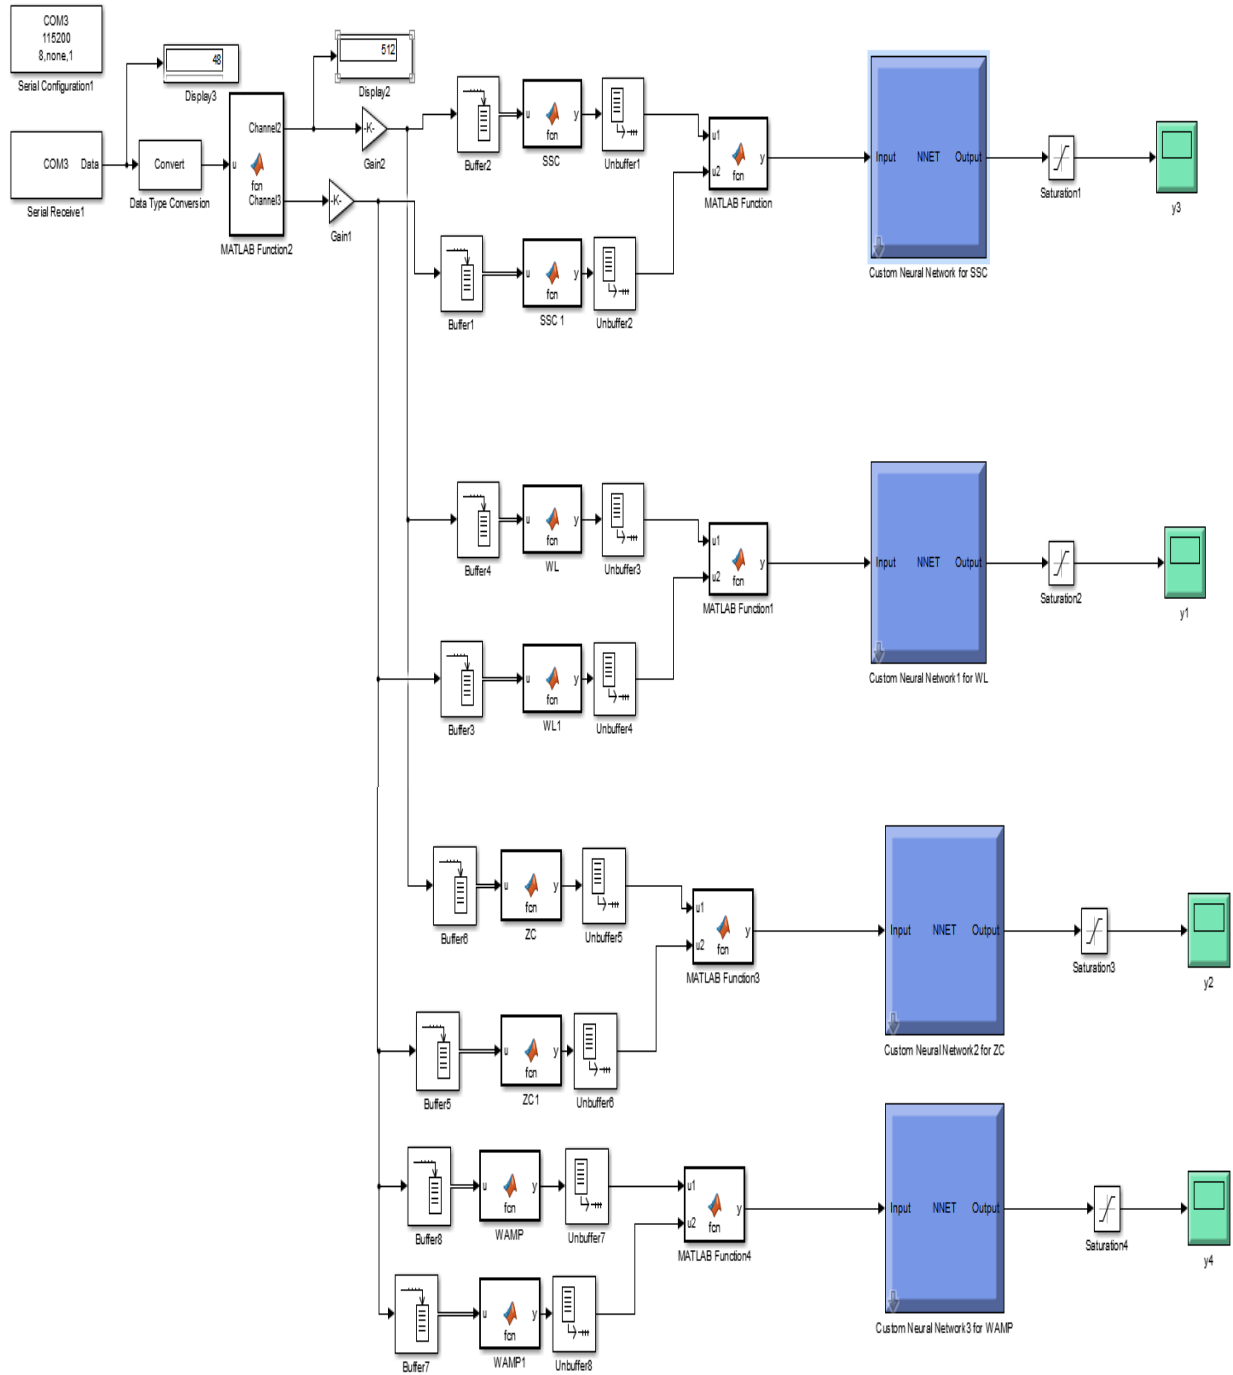 COM3
115200
8,none,1
Serial Configuration1
48
Display3
512
Display2
COM3 Data
Serial Receive1
Convert
Data Type Conversion
u
fcn
Channel2
Channel3
MATLAB Function2
-K-
Gain2
-K-
Gain1
Buffer2
u fcn y
SSC
Unbuffer1
Buffer1
u fcn y
SSC 1
Unbuffer2
u1
u2
fcn
y
MATLAB Function
Input NNET Output
Custom Neural Network for SSC
Saturation1
y3
Buffer4
u fcn y
WL
Unbuffer3
Buffer3
u fcn y
WL1
Unbuffer4
u1
u2
fcn
y
MATLAB Function1
Input NNET Output
Custom Neural Network1 for WL
Saturation2
y1
Buffer6
u fcn y
ZC
Unbuffer5
Buffer5
u fcn y
ZC1
Unbuffer6
u1
u2
fcn
y
MATLAB Function3
Input NNET Output
Custom Neural Network2 for ZC
Saturation3
y2
Buffer8
u fcn y
WAMP
Unbuffer7
Buffer7
u fcn y
WAMP1
Unbuffer8
u1
u2
fcn
y
MATLAB Function4
Input NNET Output
Custom Neural Network3 for WAMP
Saturation4
y4